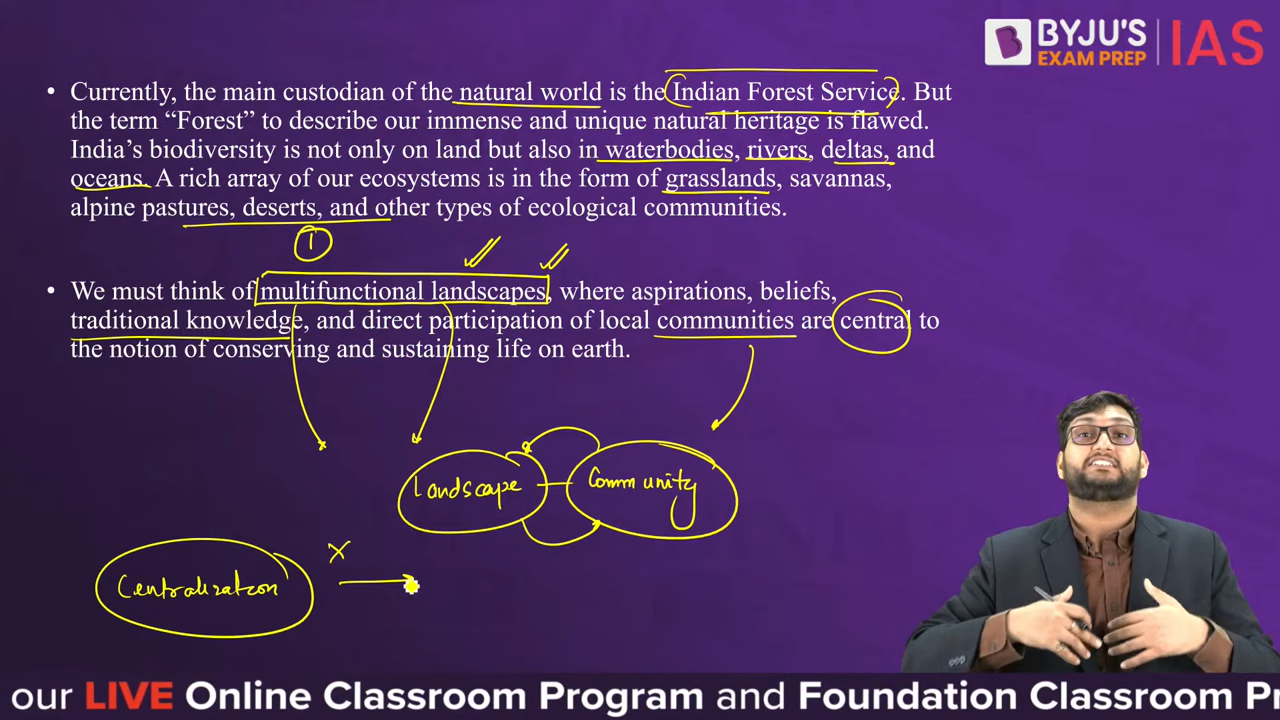 BYJU'S
EXAM PREP
IAS
• Currently, the main custodian of the natural world is the Indian Forest Service. But
the term “Forest” to describe our immense and unique natural heritage is flawed.
India’s biodiversity is not only on land but also in waterbodies, rivers, deltas, and
oceans. A rich array of our ecosystems is in the form of grasslands, savannas,
alpine pastures, deserts, and other types of ecological communities.
1
• We must think of multifunctional landscapes, where aspirations, beliefs,
traditional knowledge, and direct participation of local communities are central to
the notion of conserving and sustaining life on earth.
Landscape
Community
X
Centralization
our LIVE Online Classroom Program and Foundation Classroom Pr